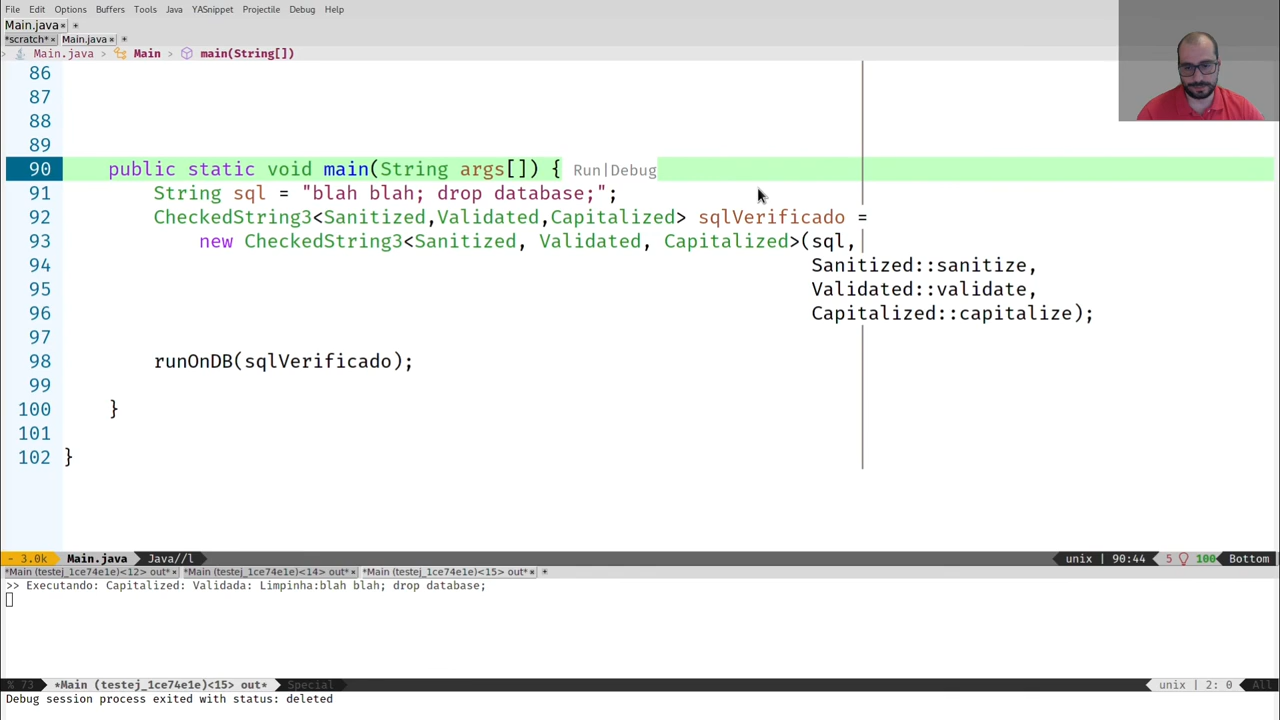 File Edit Options Buffers Tools Java YASnippet Projectile Debug Help
Main.java× +
*scratch*× Main.java× +
> Main.java > Main > main(String[])
86
87
88
89
90 public static void main(String args[]) { Run|Debug
91 String sql = "blah blah; drop database;";
92 CheckedString3<Sanitized,Validated,Capitalized> sqlVerificado =
93 new CheckedString3<Sanitized, Validated, Capitalized>(sql,
94 Sanitized::sanitize,
95 Validated::validate,
96 Capitalized::capitalize);
97
98 runOnDB(sqlVerificado);
99
100 }
101
102 }
- 3.0k Main.java Java//l unix | 90:44 5 100 Bottom
*Main (testej_1ce74e1e)<12> out*× *Main (testej_1ce74e1e)<14> out*× *Main (testej_1ce74e1e)<15> out*× +
>> Executando: Capitalized: Validada: Limpinha:blah blah; drop database;
% 73 *Main (testej_1ce74e1e)<15> out* Special unix | 2: 0 All
Debug session process exited with status: deleted